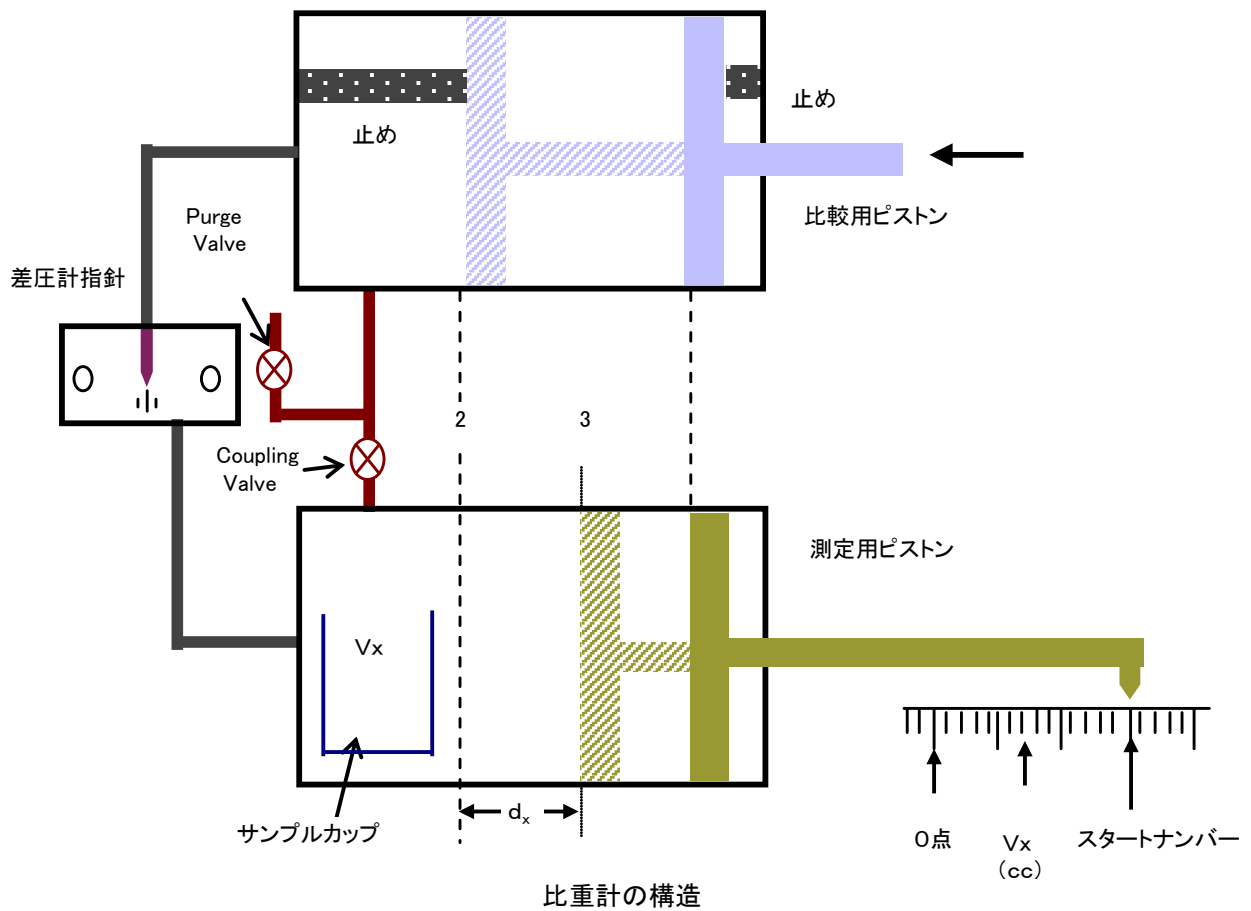 止め
止め
比較用ピストン
Purge
Valve
差圧計指針
2
3
Coupling
Valve
測定用ピストン
Vx
dx
サンプルカップ
0点
Vx
(cc)
スタートナンバー
比重計の構造